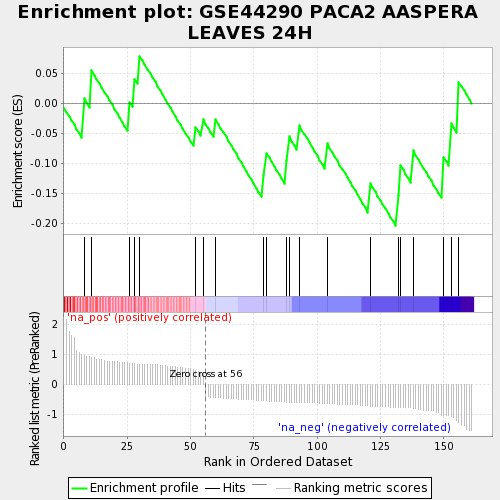 Enrichment plot: GSE44290 PACA2 AASPERA
LEAVES 24H
Enrichment score (ES)
0.05
0.00
-0.05
-0.10
-0.15
-0.20
'na_pos' (positively correlated)
Ranked list metric (PreRanked)
2
1
0
-1
Zero cross at 56
'na_neg' (negatively correlated)
0
25
50
75
100
125
150
Rank in Ordered Dataset
Enrichment profile
Hits
Ranking metric scores